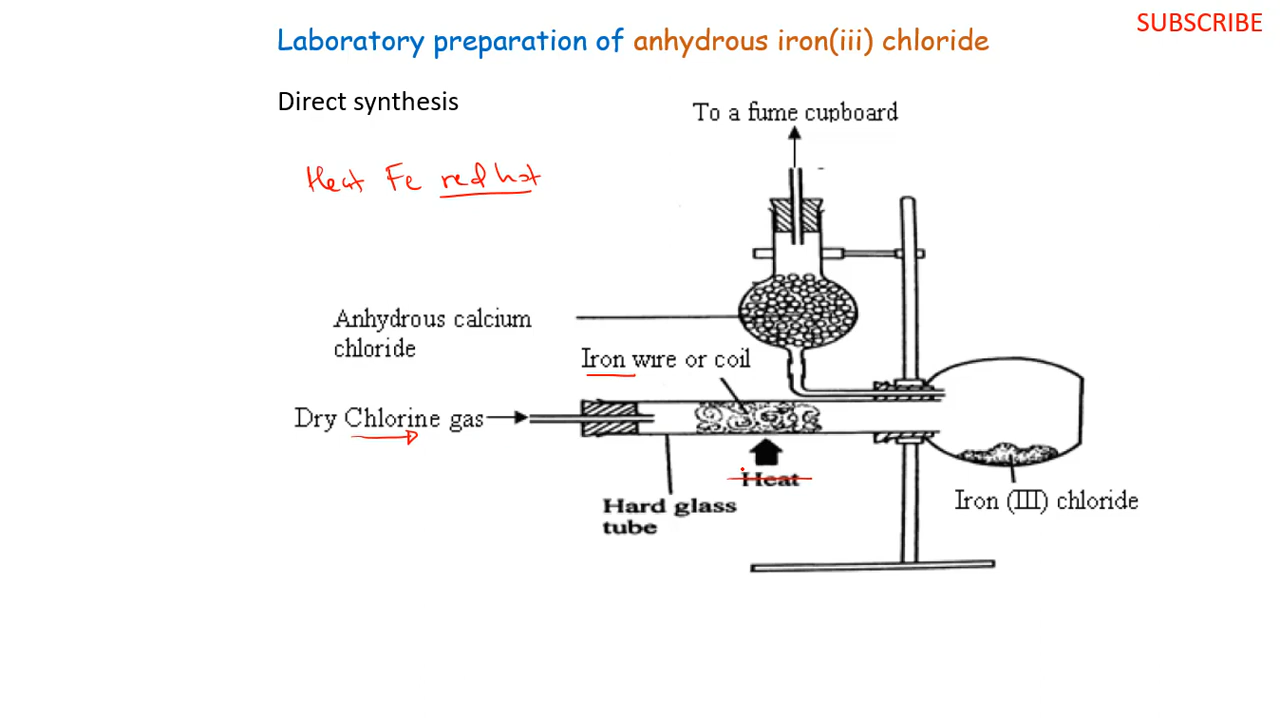 SUBSCRIBE
Laboratory preparation of anhydrous iron(iii) chloride
Direct synthesis
To a fume cupboard
Heat Fe red hot
Anhydrous calcium
chloride
Iron wire or coil
Dry Chlorine gas
Heat
Hard glass
tube
Iron (III) chloride